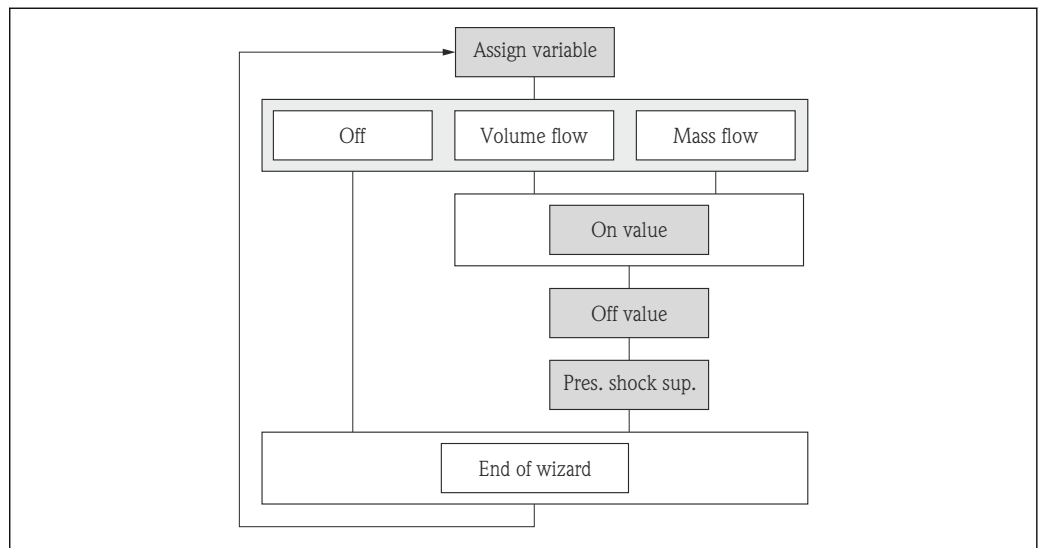 Assign variable
Off
Volume flow
Mass flow
On value
Off value
Pres. shock sup.
End of wizard